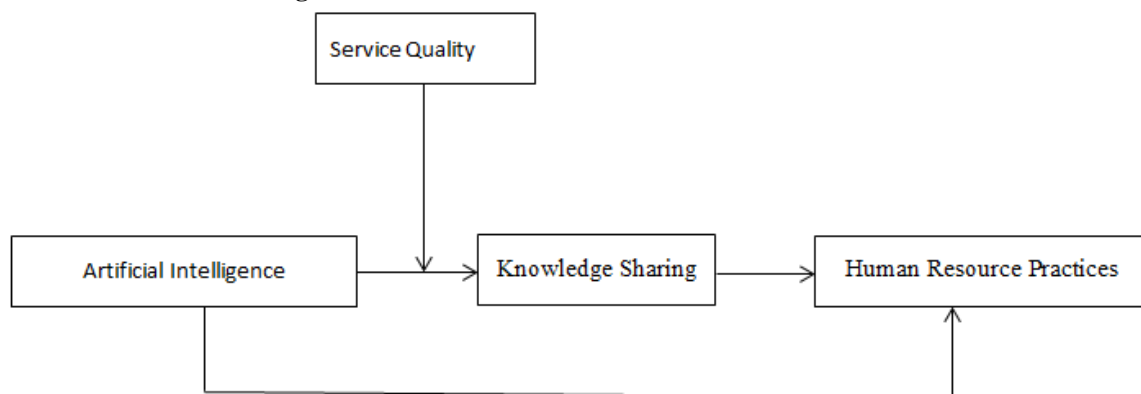 Service Quality
Artificial Intelligence
Knowledge Sharing
Human Resource Practices